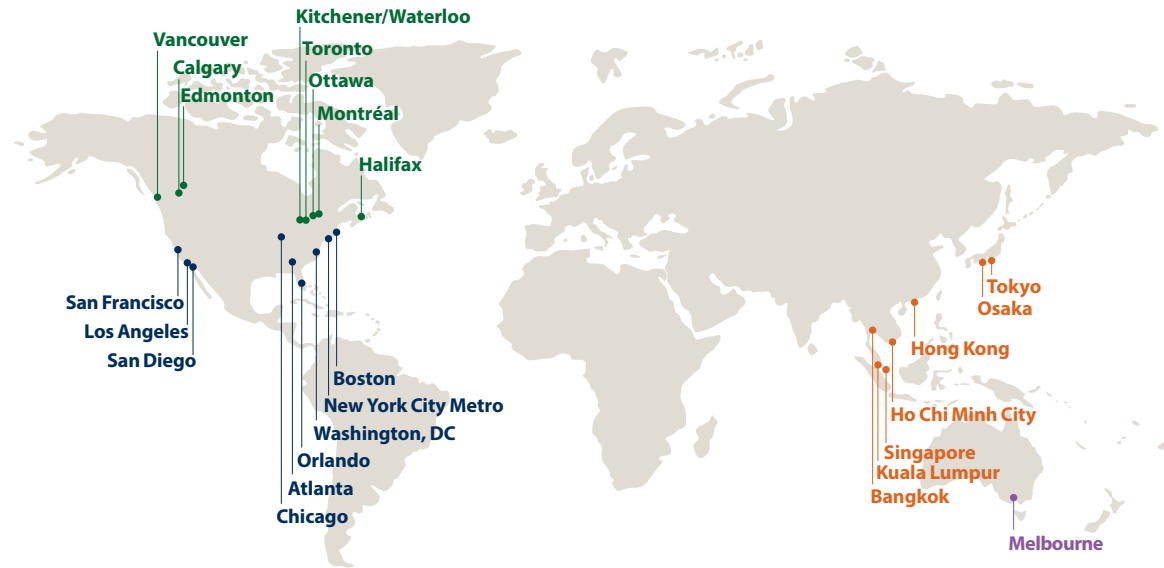 Kitchener/Waterloo
Vancouver
Toronto
Calgary
Ottawa
Edmonton
Montréal
Halifax
San Francisco
Los Angeles
San Diego
Boston
New York City Metro
Washington, DC
Orlando
Atlanta
Chicago
Tokyo
Osaka
Hong Kong
Ho Chi Minh City
Singapore
Kuala Lumpur
Bangkok
Melbourne